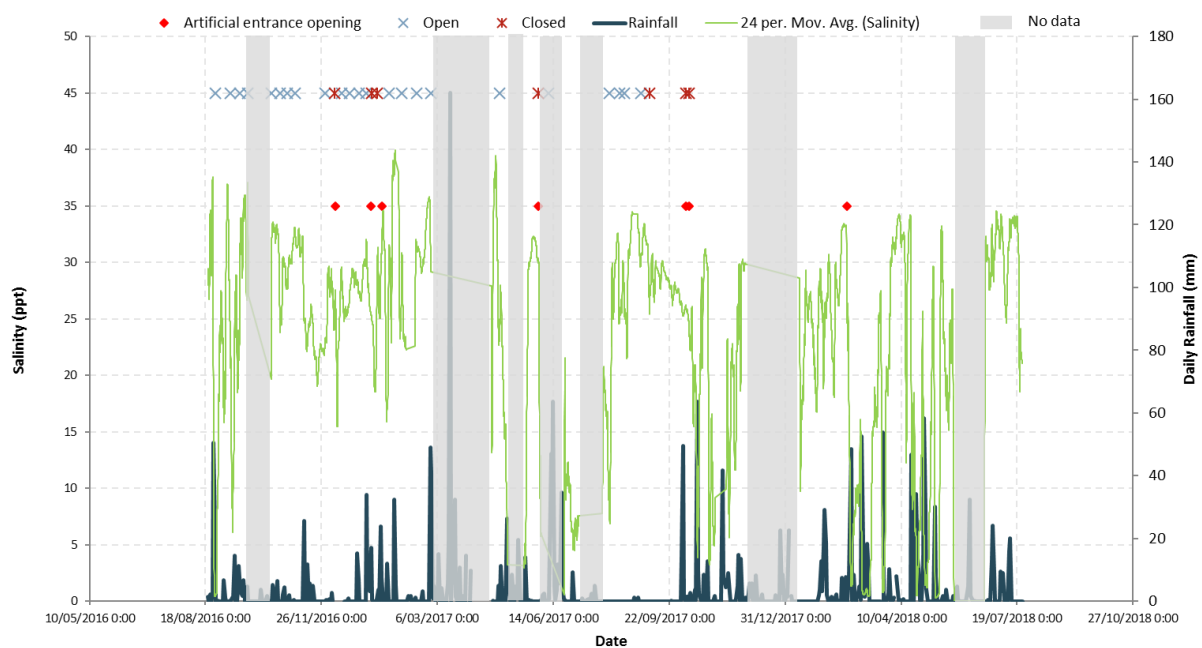 Artificial entrance opening Open Closed Rainfall 24 per. Mov. Avg. (Salinity) No data
50 180
45 160
40 140
35 120
30 100
25 80
20 60
15 40
10 20
5 0
0
Salinity (ppt)
Daily Rainfall (mm)
10/05/2016 0:00 18/08/2016 0:00 26/11/2016 0:00 6/03/2017 0:00 14/06/2017 0:00 22/09/2017 0:00 31/12/2017 0:00 10/04/2018 0:00 19/07/2018 0:00 27/10/2018 0:00
Date